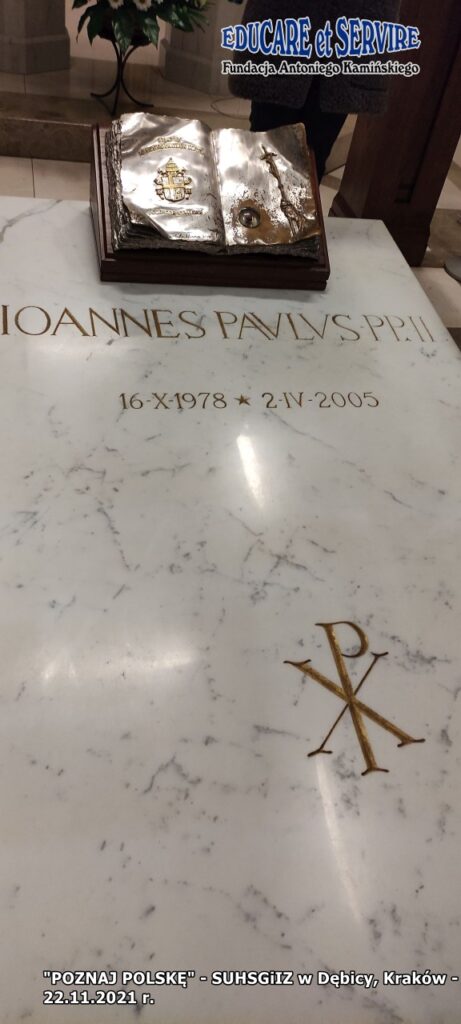 EDUCARE et SERVIRE
Fundacja Antoniego Kamińskiego
IOANNES PAVLVS·PP.II
16-X-1978 ★ 2-IV-2005
"POZNAJ POLSKĘ" - SUHSGiIZ w Dębicy, Kraków -
22.11.2021 r.